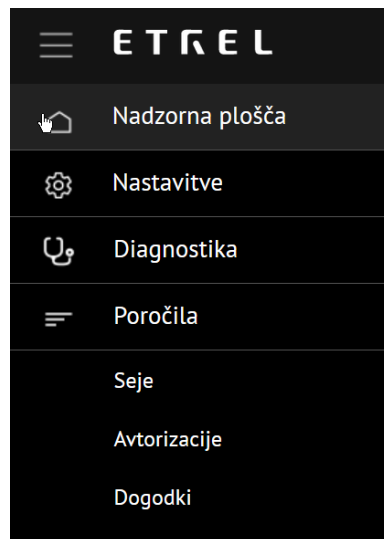 ETREL
Nadzorna plošča
Nastavitve
Diagnostika
Poročila
Seje
Avtorizacije
Dogodki